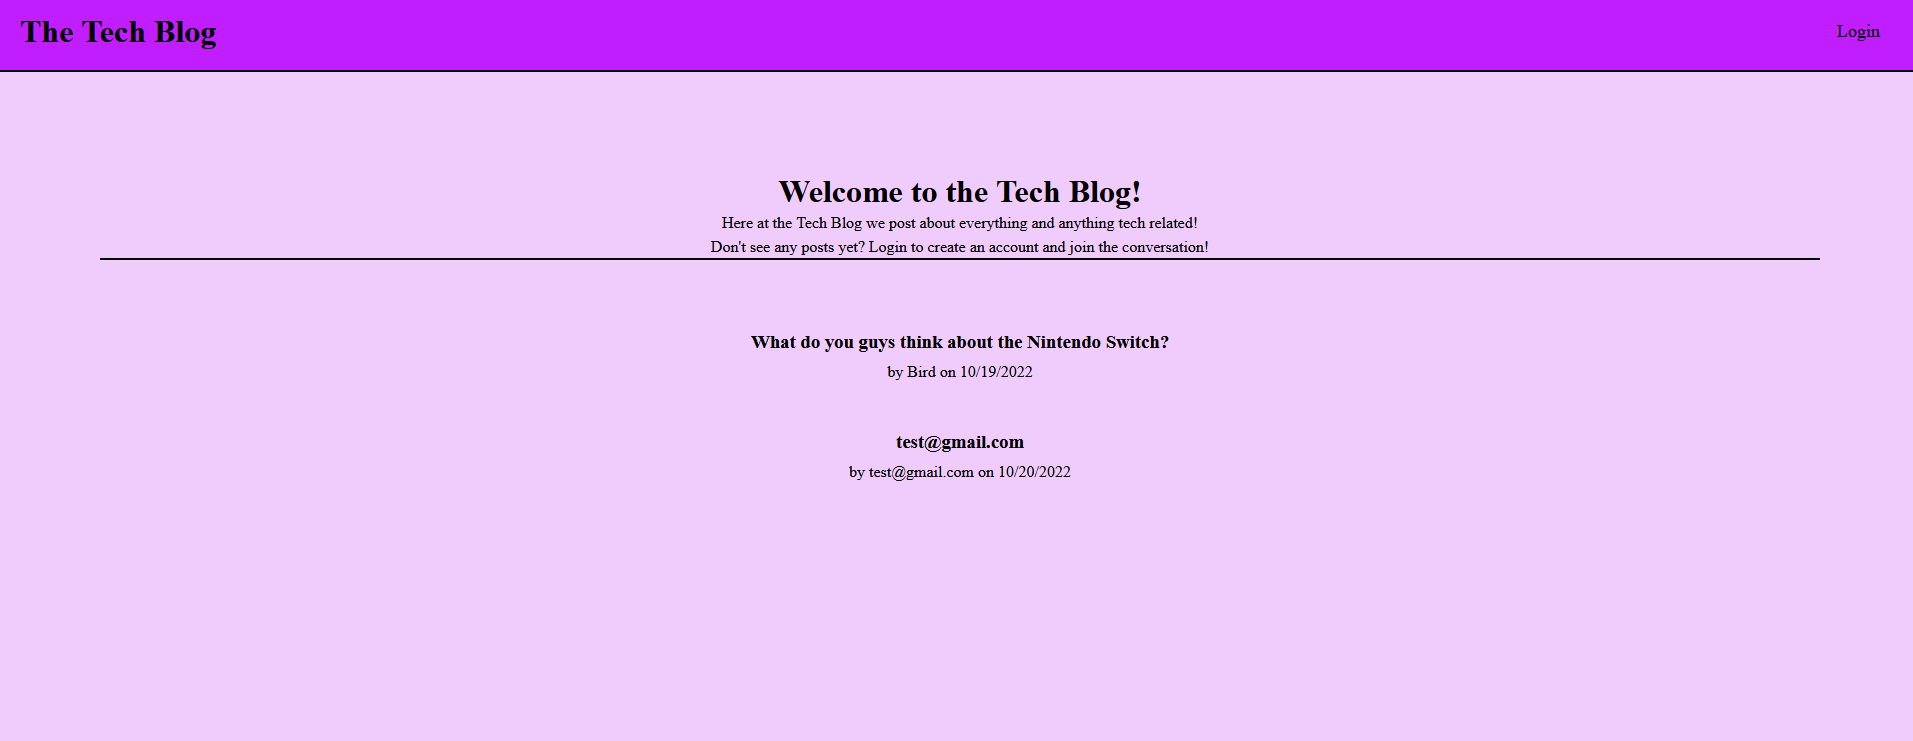 The Tech Blog
Login
Welcome to the Tech Blog!
Here at the Tech Blog we post about everything and anything tech related!
Don't see any posts yet? Login to create an account and join the conversation!
What do you guys think about the Nintendo Switch?
by Bird on 10/19/2022
test@gmail.com
by test@gmail.com on 10/20/2022